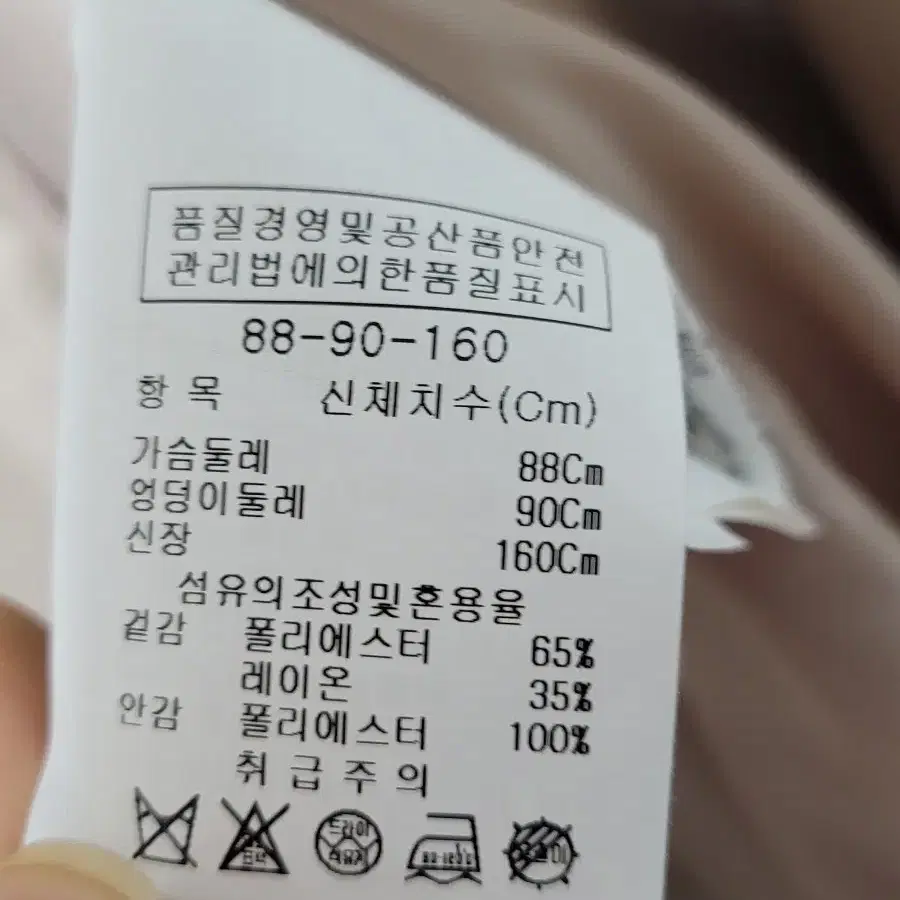 품질경영및공산품안전
관리법에의한품질표시
88-90-160
항 목 신체치수(Cm)
가슴둘레 88Cm
엉덩이둘레 90Cm
신장 160Cm
섬유의조성및혼용율
겉감 폴리에스터 65%
레이온 35%
안감 폴리에스터 100%
취 급 주 의
드라이